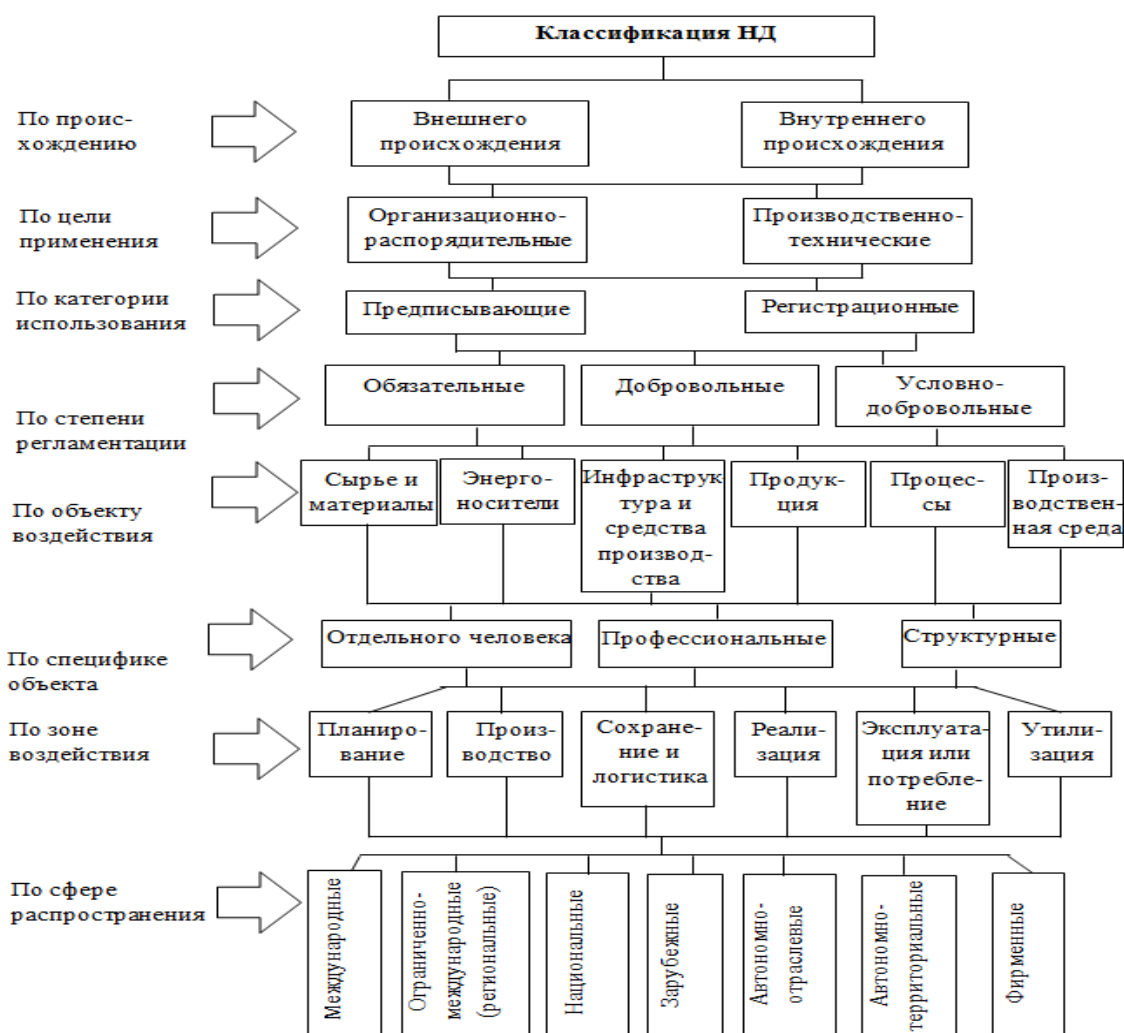 Классификация НД
По проис-
хождению
Внешнего
происхождения
Внутреннего
происхождения
По цели
применения
Организационно-
распорядительные
Производственно-
технические
По категории
использования
Предписывающие
Регистрационные
По степени
регламентации
Обязательные
Добровольные
Условно-
добровольные
По объекту
воздействия
Сырье и
материалы
Энерго-
носители
Инфраструк
тура и
средства
производ-
ства
Продук-
ция
Процес-
сы
Произ-
водствен-
ная среда
По специфике
объекта
Отдельного человека
Профессиональные
Структурные
По зоне
воздействия
Планиро-
вание
Произ-
водство
Сохране-
ние и
логистика
Реали-
зация
Эксплуата-
ция или
потребле-
ние
Утили-
зация
По сфере
распространения
Международные
Ограниченно-
международные
(региональные)
Национальные
Зарубежные
Автономно-
отраслевые
Автономно-
территориальные
Фирменные